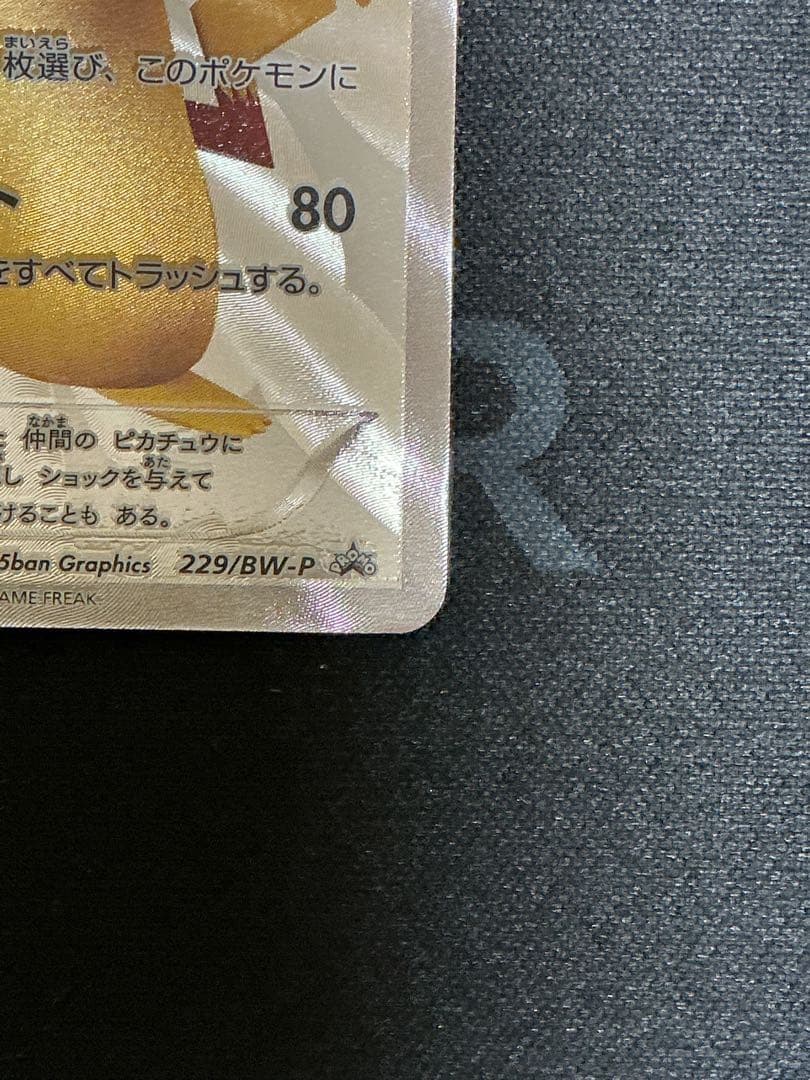 まいえら
枚選び、このポケモンに
80
をすべてトラッシュする。
なかま
仲間の ピカチュウに
あた
し ショックを与えて
けることも ある。
5ban Graphics 229/BW-P PROMO
GAME FREAK
R